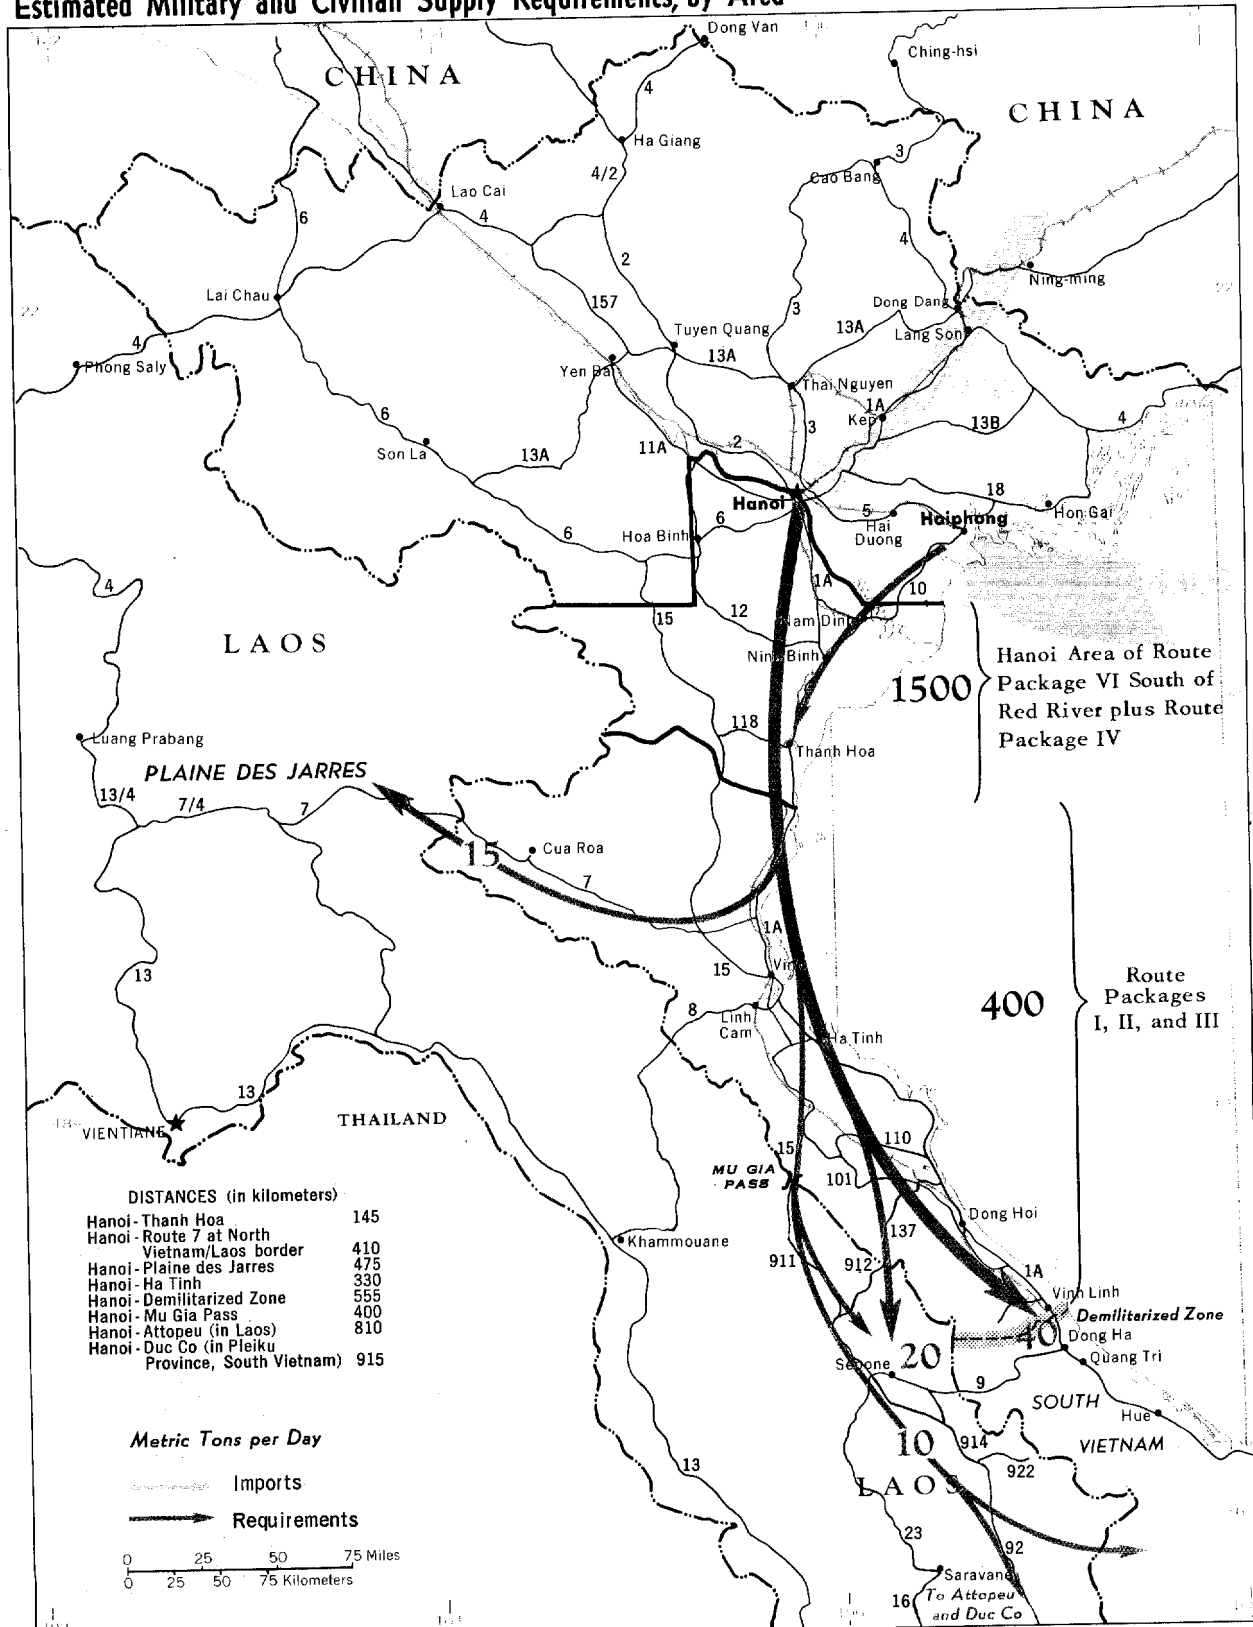 Estimated Military and Civilian Supply Requirements, by Area
Dong Van
Ching-hsi
CHINA
CHINA
4
Ha Giang
3
4/2
Cao Bang
Lao Cai
4
6
4
2
Ning-ming
Lai Chau
157
Dong Dang
22
22
3
13A
Tuyen Quang
Lang Son
4
13A
Phong Saly
Yen Ba
Thai Nguyen
1A
Kep
6
3
13B
4
11A
2
Son La
13A
18
Hanoi
5
Hon Gai
6
Hai
Duong
Haiphong
6
Hoa Binh
1A
10
4
12
15
Nam Dinh
LAOS
Ninh Binh
1500
Hanoi Area of Route
Package VI South of
Red River plus Route
Package IV
118
Luang Prabang
Thanh Hoa
PLAINE DES JARRES
13/4
7/4
7
15
Cua Roa
7
1A
15
Vin
13
400
Route
Packages
I, II, and III
8
Linh
Cam
Ha Tinh
13
18
VIENTIANE
THAILAND
110
15
MU GIA
PASS
101
DISTANCES (in kilometers)
Hanoi - Thanh Hoa 145
Hanoi - Route 7 at North
Vietnam/Laos border 410
Hanoi - Plaine des Jarres 475
Hanoi - Ha Tinh 330
Hanoi - Demilitarized Zone 555
Hanoi - Mu Gia Pass 400
Hanoi - Attopeu (in Laos) 810
Hanoi - Duc Co (in Pleiku
Province, South Vietnam) 915
Dong Hoi
137
Khammouane
911
912
1A
Vinh Linh
Demilitarized Zone
40
Dong Ha
Quang Tri
Sepone
20
9
SOUTH
VIETNAM
Hue
10
914
922
LAOS
Metric Tons per Day
Imports
Requirements
13
0 25 50 75 Miles
0 25 50 75 Kilometers
23
92
Saravane
16
To Attopeu
and Duc Co